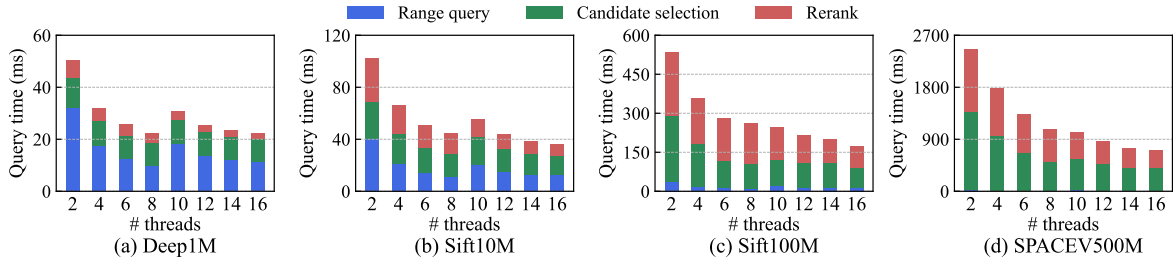 Range query Candidate selection Rerank
Query time (ms)
60
40
20
0
2 4 6 8 10 12 14 16
# threads
(a) Deep1M
Query time (ms)
120
80
40
0
2 4 6 8 10 12 14 16
# threads
(b) Sift10M
Query time (ms)
600
450
300
150
0
2 4 6 8 10 12 14 16
# threads
(c) Sift100M
Query time (ms)
2700
1800
900
0
2 4 6 8 10 12 14 16
# threads
(d) SPACEV500M